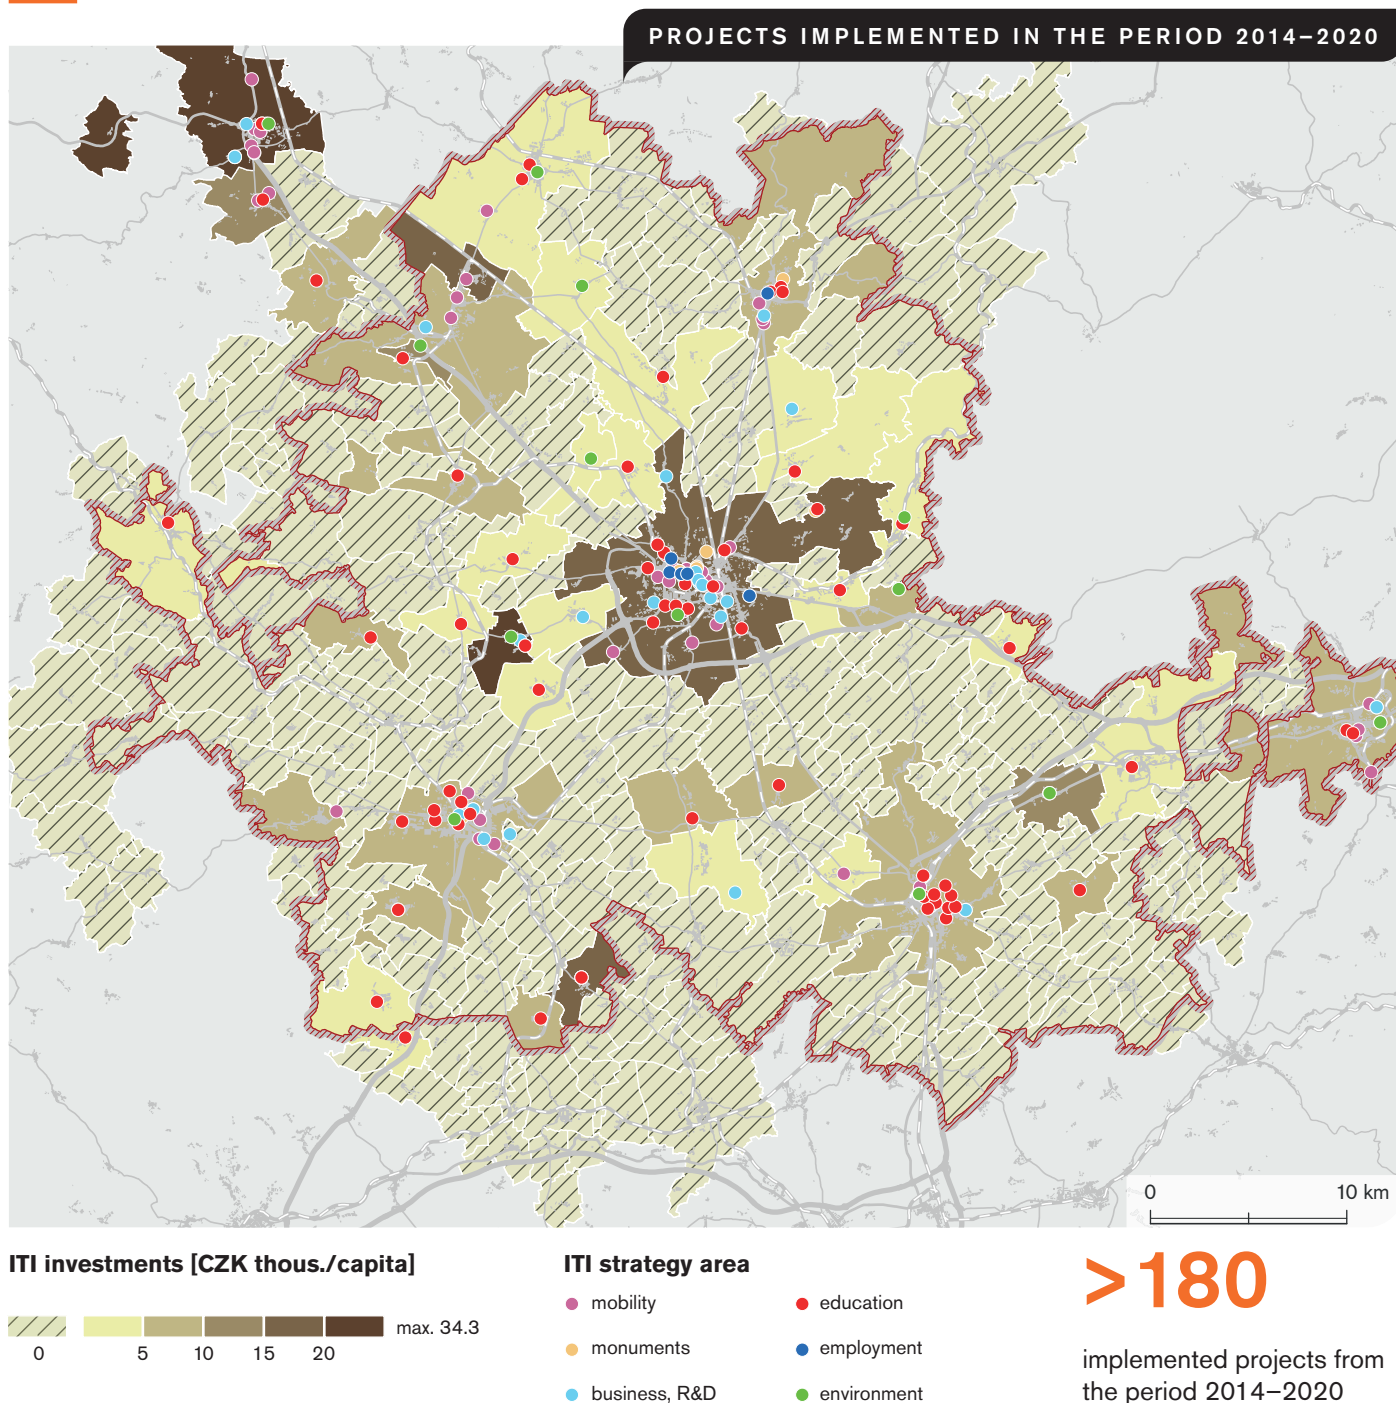 PROJECTS IMPLEMENTED IN THE PERIOD 2014–2020
0 10 km
ITI investments [CZK thous./capita]
max. 34.3
0 5 10 15 20
ITI strategy area
mobility
monuments
business, R&D
education
employment
environment
>180
implemented projects from
the period 2014–2020